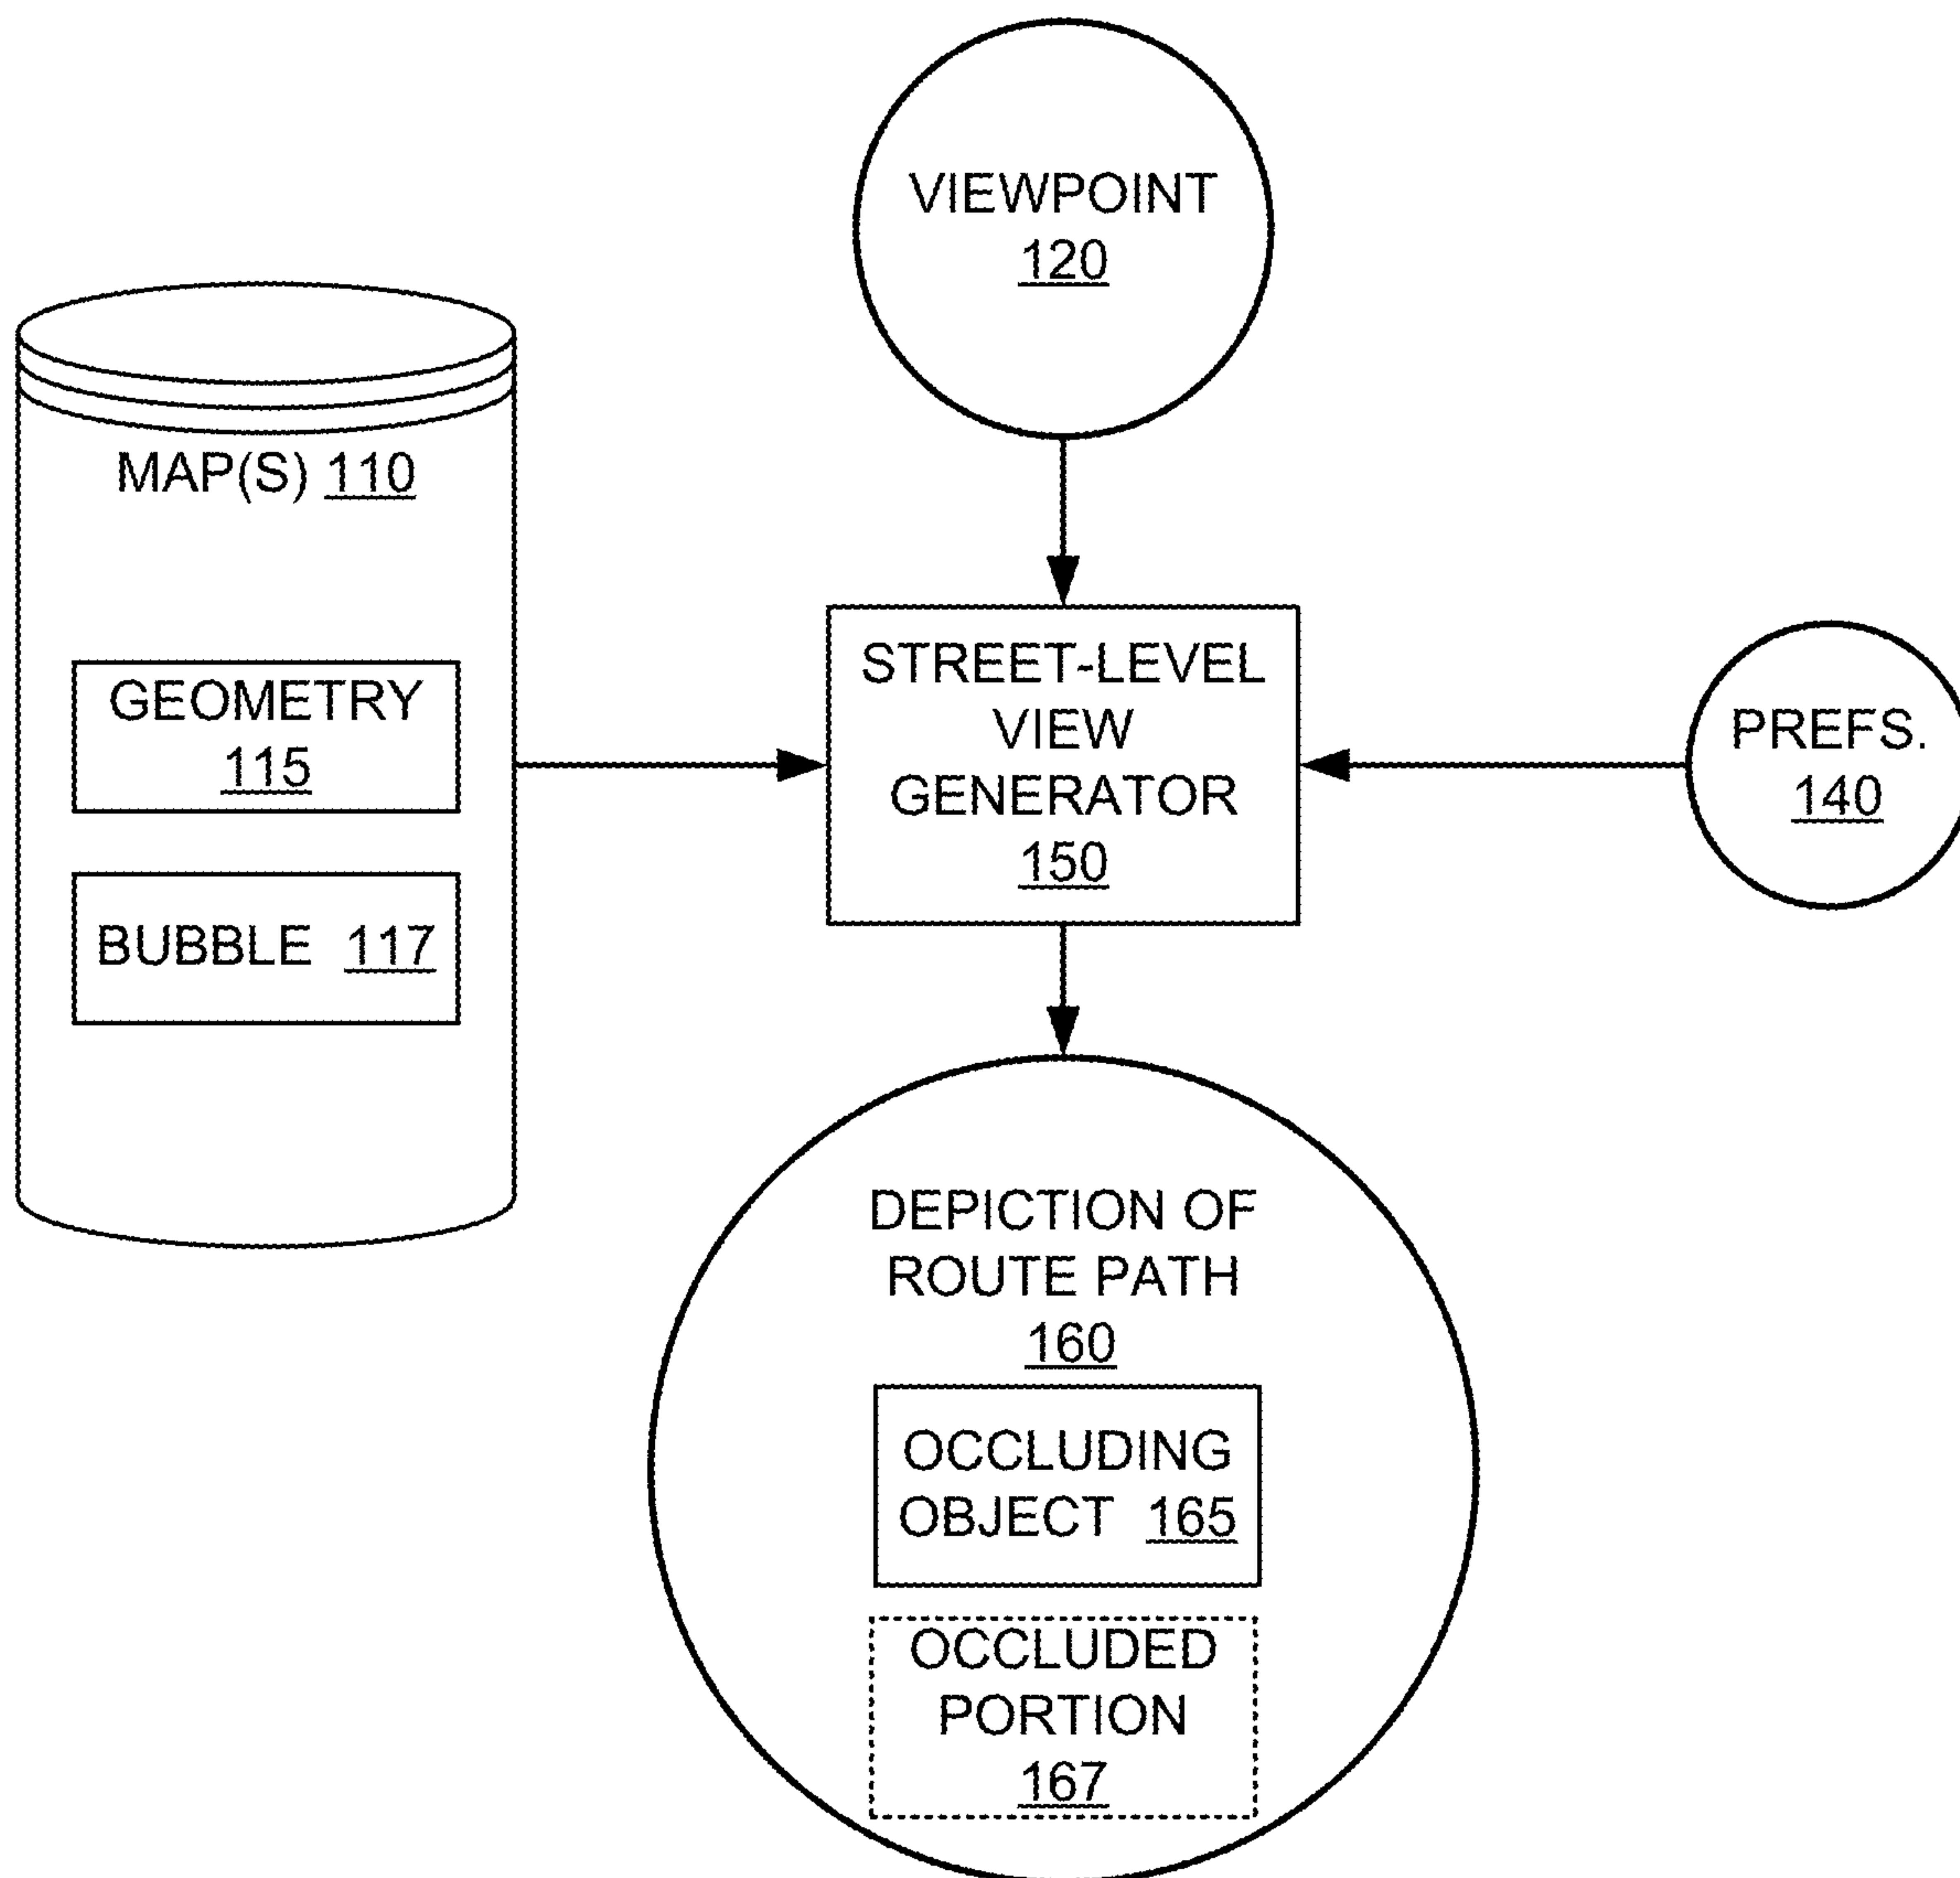 VIEWPOINT
120
MAP(S) 110
GEOMETRY
115
BUBBLE 117
STREET-LEVEL
VIEW
GENERATOR
150
PREFS.
140
DEPICTION OF
ROUTE PATH
160
OCCLUDING
OBJECT 165
OCCLUDED
PORTION
167